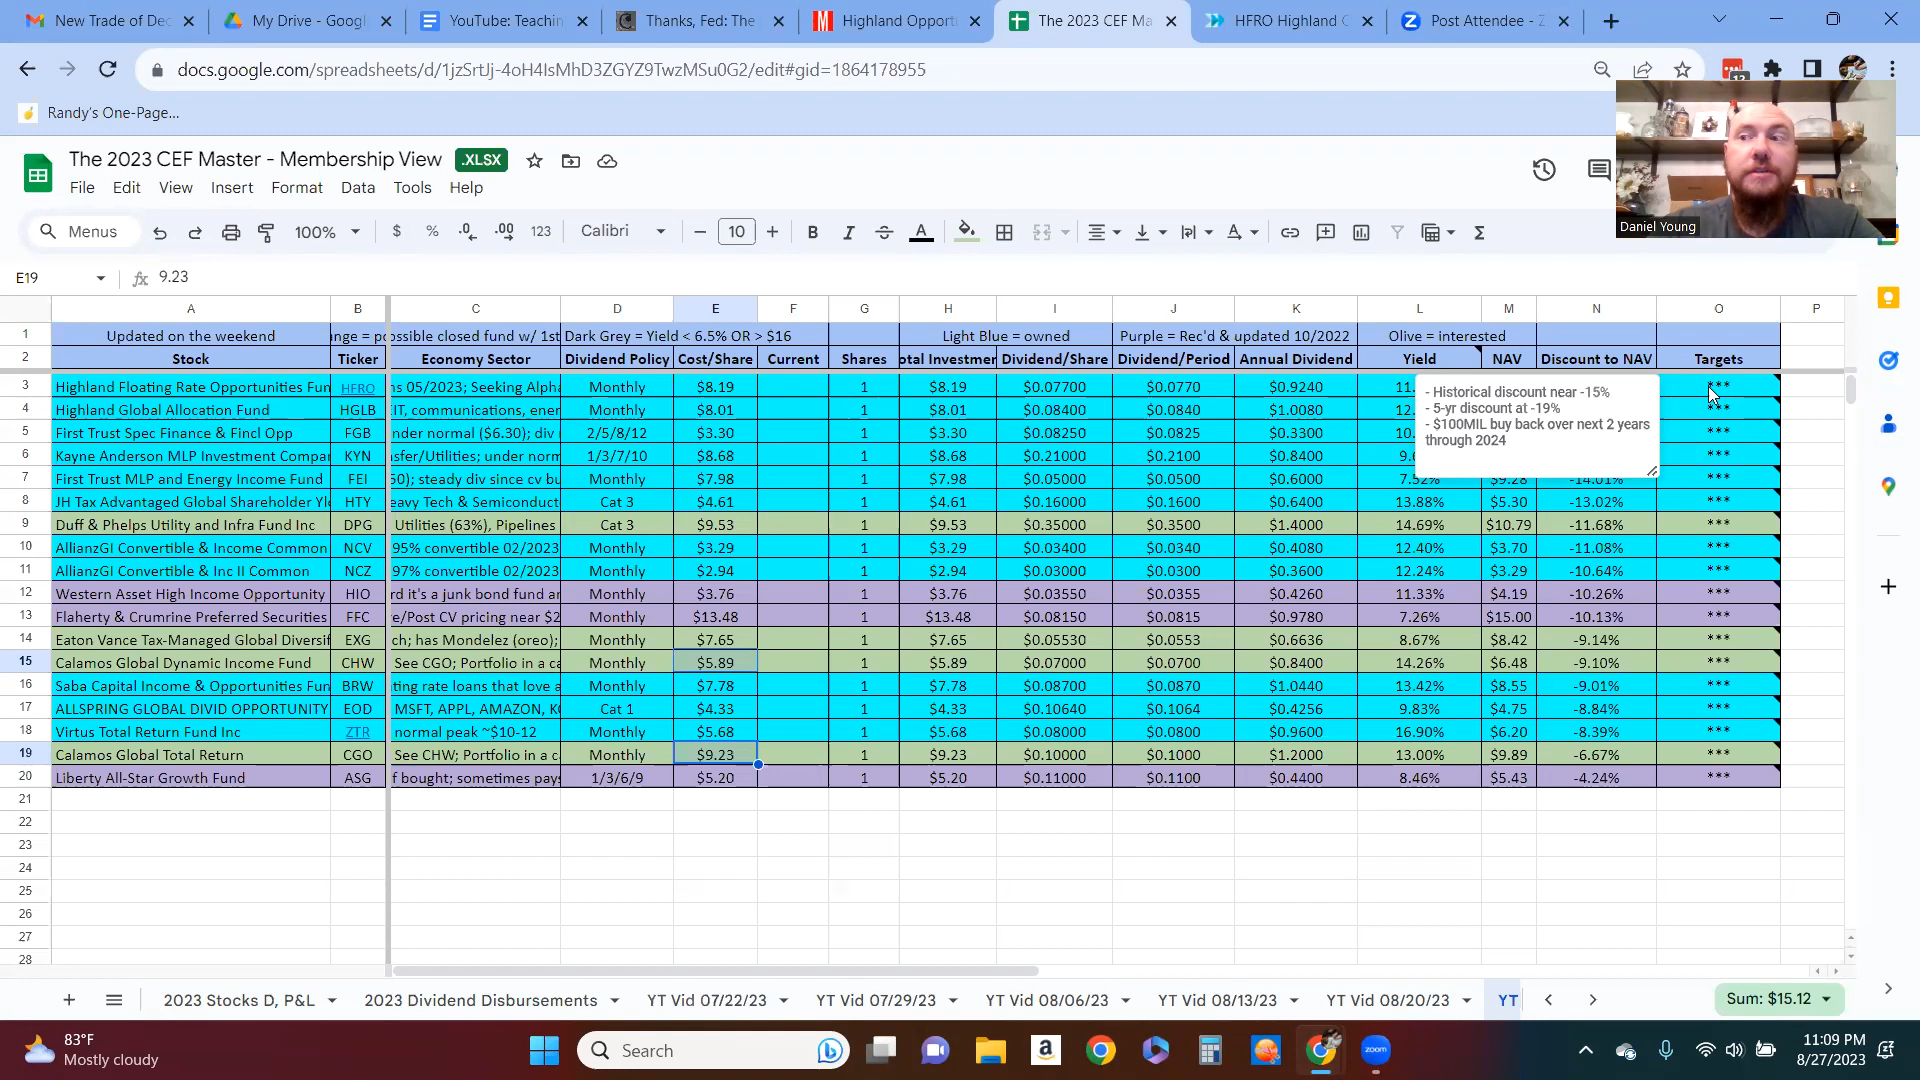 New Trade of Dec
My Drive - Googl
YouTube: Teachin
Thanks, Fed: The
Highland Opport
The 2023 CEF Ma
HFRO Highland C
Post Attendee - Z
docs.google.com/spreadsheets/d/1jzSrtJj-4oH4IsMhD3ZGYZ9TwzMSu0G2/edit#gid=1864178955
Randy's One-Page...
Daniel Young
The 2023 CEF Master - Membership View .XLSX
File Edit View Insert Format Data Tools Help
Menus 100% $ % .0 .00 123 Calibri 10 B I A
E19 9.23
A B C D E F G H I J K L M N O P
1 Updated on the weekend nge = possible closed fund w/ 1st Dark Grey = Yield < 6.5% OR > $16 Light Blue = owned Purple = Rec'd & updated 10/2022 Olive = interested
2 Stock Ticker Economy Sector Dividend Policy Cost/Share Current Shares otal Investmer Dividend/Share Dividend/Period Annual Dividend Yield NAV Discount to NAV Targets
3 Highland Floating Rate Opportunities Fun HFRO ns 05/2023; Seeking Alpha Monthly $8.19 1 $8.19 $0.07700 $0.0770 $0.9240 11. ***
4 Highland Global Allocation Fund HGLB EIT, communications, ener Monthly $8.01 1 $8.01 $0.08400 $0.0840 $1.0080 12. ***
5 First Trust Spec Finance & Fincl Opp FGB nder normal ($6.30); div 2/5/8/12 $3.30 1 $3.30 $0.08250 $0.0825 $0.3300 10. ***
6 Kayne Anderson MLP Investment Compar KYN sfer/Utilities; under norm 1/3/7/10 $8.68 1 $8.68 $0.21000 $0.2100 $0.8400 9. ***
7 First Trust MLP and Energy Income Fund FEI 50); steady div since cv bu Monthly $7.98 1 $7.98 $0.05000 $0.0500 $0.6000 7.52% $9.28 -14.01% ***
- Historical discount near -15%
- 5-yr discount at -19%
- $100MIL buy back over next 2 years
through 2024
8 JH Tax Advantaged Global Shareholder Yle HTY eavy Tech & Semiconduct Cat 3 $4.61 1 $4.61 $0.16000 $0.1600 $0.6400 13.88% $5.30 -13.02% ***
9 Duff & Phelps Utility and Infra Fund Inc DPG Utilities (63%), Pipelines Cat 3 $9.53 1 $9.53 $0.35000 $0.3500 $1.4000 14.69% $10.79 -11.68% ***
10 AllianzGI Convertible & Income Common NCV 95% convertible 02/2023 Monthly $3.29 1 $3.29 $0.03400 $0.0340 $0.4080 12.40% $3.70 -11.08% ***
11 AllianzGI Convertible & Inc II Common NCZ 97% convertible 02/2023 Monthly $2.94 1 $2.94 $0.03000 $0.0300 $0.3600 12.24% $3.29 -10.64% ***
12 Western Asset High Income Opportunity HIO rd it's a junk bond fund ar Monthly $3.76 1 $3.76 $0.03550 $0.0355 $0.4260 11.33% $4.19 -10.26% ***
13 Flaherty & Crumrine Preferred Securities FFC e/Post CV pricing near $2 Monthly $13.48 1 $13.48 $0.08150 $0.0815 $0.9780 7.26% $15.00 -10.13% ***
14 Eaton Vance Tax-Managed Global Diversif EXG ch; has Mondelez (oreo); Monthly $7.65 1 $7.65 $0.05530 $0.0553 $0.6636 8.67% $8.42 -9.14% ***
15 Calamos Global Dynamic Income Fund CHW See CGO; Portfolio in a ca Monthly $5.89 1 $5.89 $0.07000 $0.0700 $0.8400 14.26% $6.48 -9.10% ***
16 Saba Capital Income & Opportunities Fun BRW ting rate loans that love a Monthly $7.78 1 $7.78 $0.08700 $0.0870 $1.0440 13.42% $8.55 -9.01% ***
17 ALLSPRING GLOBAL DIVID OPPORTUNITY EOD MSFT, APPL, AMAZON, KO Cat 1 $4.33 1 $4.33 $0.10640 $0.1064 $0.4256 9.83% $4.75 -8.84% ***
18 Virtus Total Return Fund Inc ZTR normal peak ~$10-12 Monthly $5.68 1 $5.68 $0.08000 $0.0800 $0.9600 16.90% $6.20 -8.39% ***
19 Calamos Global Total Return CGO See CHW; Portfolio in a ca Monthly $9.23 1 $9.23 $0.10000 $0.1000 $1.2000 13.00% $9.89 -6.67% ***
20 Liberty All-Star Growth Fund ASG f bought; sometimes pays 1/3/6/9 $5.20 1 $5.20 $0.11000 $0.1100 $0.4400 8.46% $5.43 -4.24% ***
21
22
23
24
25
26
27
28
2023 Stocks D, P&L 2023 Dividend Disbursements YT Vid 07/22/23 YT Vid 07/29/23 YT Vid 08/06/23 YT Vid 08/13/23 YT Vid 08/20/23 YT Sum: $15.12
83°F
Mostly cloudy
Search
zoom
11:09 PM
8/27/2023